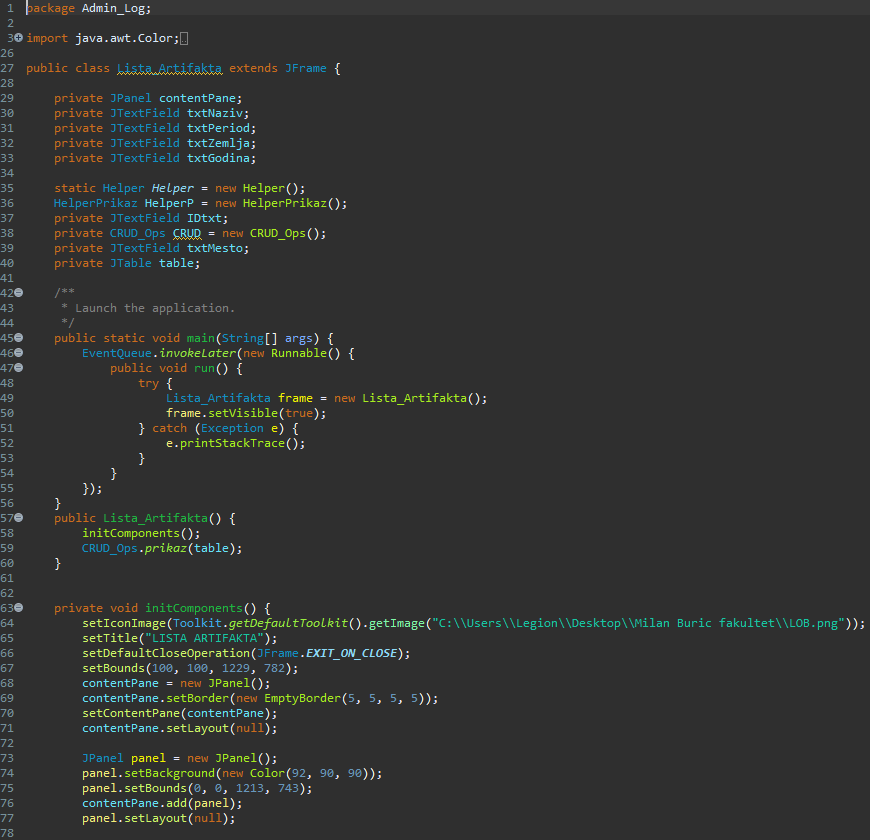 1 package Admin_Log;
2
3 import java.awt.Color;
26
27 public class Lista_Artifakta extends JFrame {
28
29     private JPanel contentPane;
30     private JTextField txtNaziv;
31     private JTextField txtPeriod;
32     private JTextField txtZemlja;
33     private JTextField txtGodina;
34
35     static Helper Helper = new Helper();
36     HelperPrikaz HelperP = new HelperPrikaz();
37     private JTextField IDtxt;
38     private CRUD_Ops CRUD = new CRUD_Ops();
39     private JTextField txtMesto;
40     private JTable table;
41
42     /**
43      * Launch the application.
44      */
45     public static void main(String[] args) {
46         EventQueue.invokeLater(new Runnable() {
47             public void run() {
48                 try {
49                     Lista_Artifakta frame = new Lista_Artifakta();
50                     frame.setVisible(true);
51                 } catch (Exception e) {
52                     e.printStackTrace();
53                 }
54             }
55         });
56     }
57     public Lista_Artifakta() {
58         initComponents();
59         CRUD_Ops.prikaz(table);
60     }
61
62
63     private void initComponents() {
64         setIconImage(Toolkit.getDefaultToolkit().getImage("C:\\Users\\Legion\\Desktop\\Milan Buric fakultet\\LOB.png"));
65         setTitle("LISTA ARTIFAKTA");
66         setDefaultCloseOperation(JFrame.EXIT_ON_CLOSE);
67         setBounds(100, 100, 1229, 782);
68         contentPane = new JPanel();
69         contentPane.setBorder(new EmptyBorder(5, 5, 5, 5));
70         setContentPane(contentPane);
71         contentPane.setLayout(null);
72
73         JPanel panel = new JPanel();
74         panel.setBackground(new Color(92, 90, 90));
75         panel.setBounds(0, 0, 1213, 743);
76         contentPane.add(panel);
77         panel.setLayout(null);
78